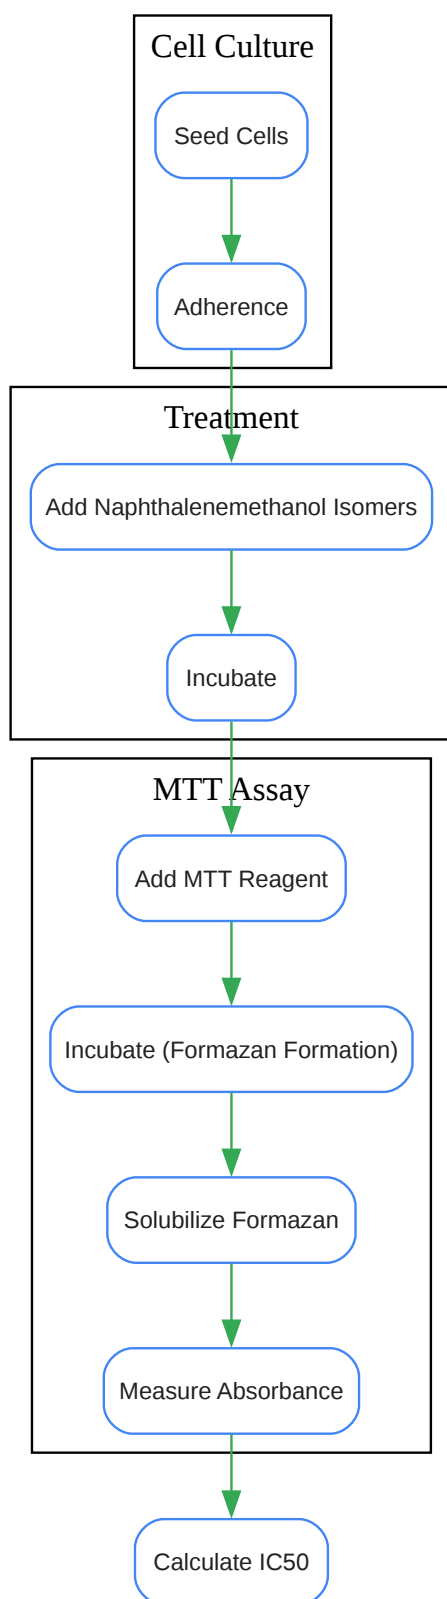 Cell Culture
Seed Cells
Adherence
Treatment
Add Naphthalenemethanol Isomers
Incubate
MTT Assay
Add MTT Reagent
Incubate (Formazan Formation)
Solubilize Formazan
Measure Absorbance
Calculate IC50